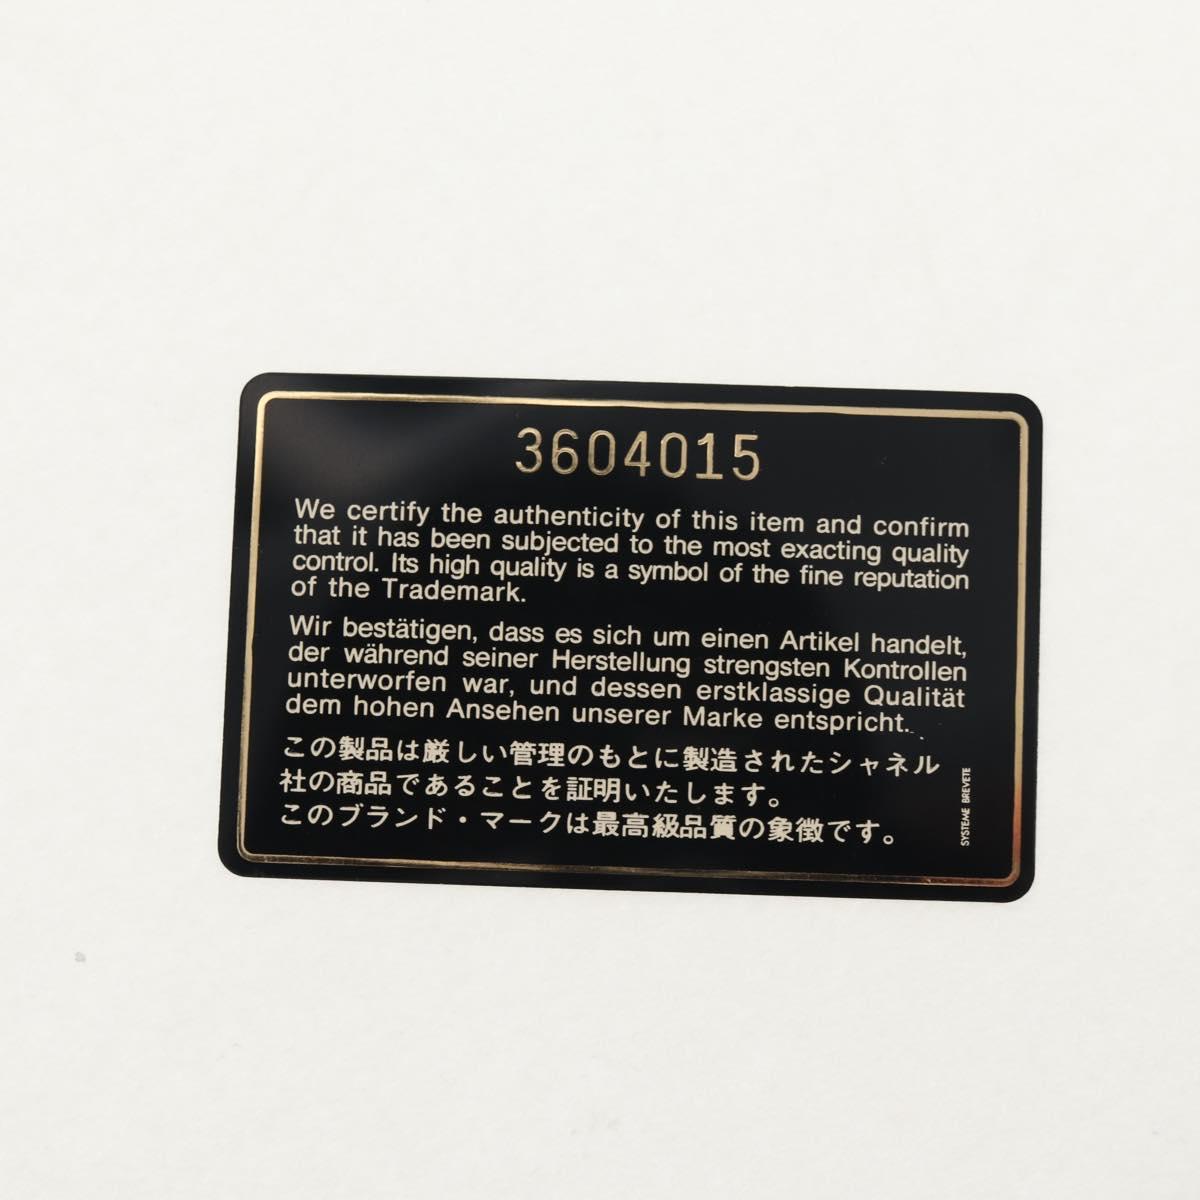 3604015
We certify the authenticity of this item and confirm
that it has been subjected to the most exacting quality
control. Its high quality is a symbol of the fine reputation
of the Trademark.
Wir bestätigen, dass es sich um einen Artikel handelt,
der während seiner Herstellung strengsten Kontrollen
unterworfen war, und dessen erstklassige Qualität
dem hohen Ansehen unserer Marke entspricht.
この製品は厳しい管理のもとに製造されたシャネル
社の商品であることを証明いたします。
このブランド・マークは最高級品質の象徴です。
SYSTEME BREVETE